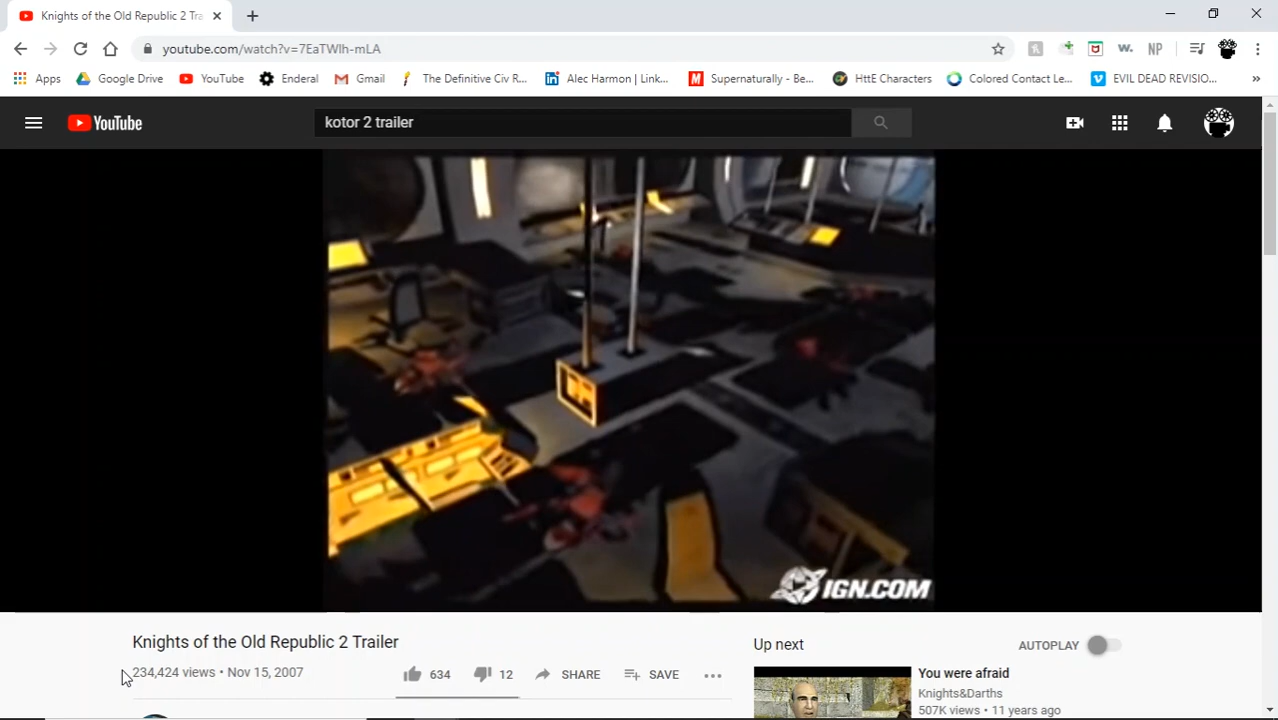 Knights of the Old Republic 2 Tra
youtube.com/watch?v=7EaTWIh-mLA
W.
NP
Apps
Google Drive
YouTube
Enderal
Gmail
The Definitive Civ R...
Alec Harmon | Link...
Supernaturally - Be...
HttE Characters
Colored Contact Le...
EVIL DEAD REVISIO...
YouTube
kotor 2 trailer
IGN.COM
Knights of the Old Republic 2 Trailer
234,424 views • Nov 15, 2007
634
12
SHARE
SAVE
Up next
AUTOPLAY
You were afraid
Knights&Darths
507K views • 11 years ago